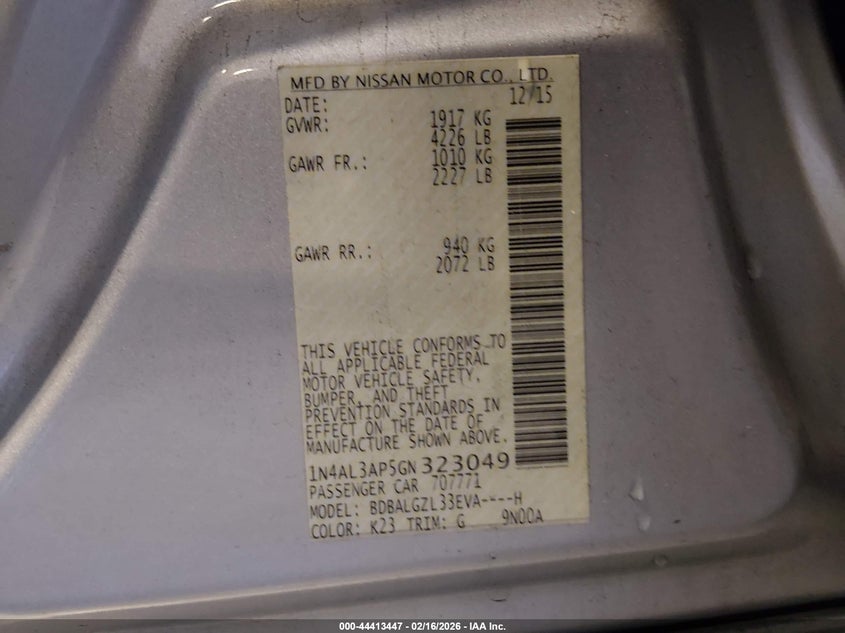 MFD BY NISSAN MOTOR CO., LTD.
DATE: 12/15
GVWR: 1917 KG
4226 LB
GAWR FR.: 1010 KG
2227 LB
GAWR RR.: 940 KG
2072 LB
THIS VEHICLE CONFORMS TO
ALL APPLICABLE FEDERAL
MOTOR VEHICLE SAFETY,
BUMPER, AND THEFT
PREVENTION STANDARDS IN
EFFECT ON THE DATE OF
MANUFACTURE SHOWN ABOVE.
1N4AL3AP5GN323049
PASSENGER CAR 707771
MODEL: BDBALGZL33EVA----H
COLOR: K23 TRIM: G 9N00A
000-44413447 - 02/16/2026 - IAA Inc.